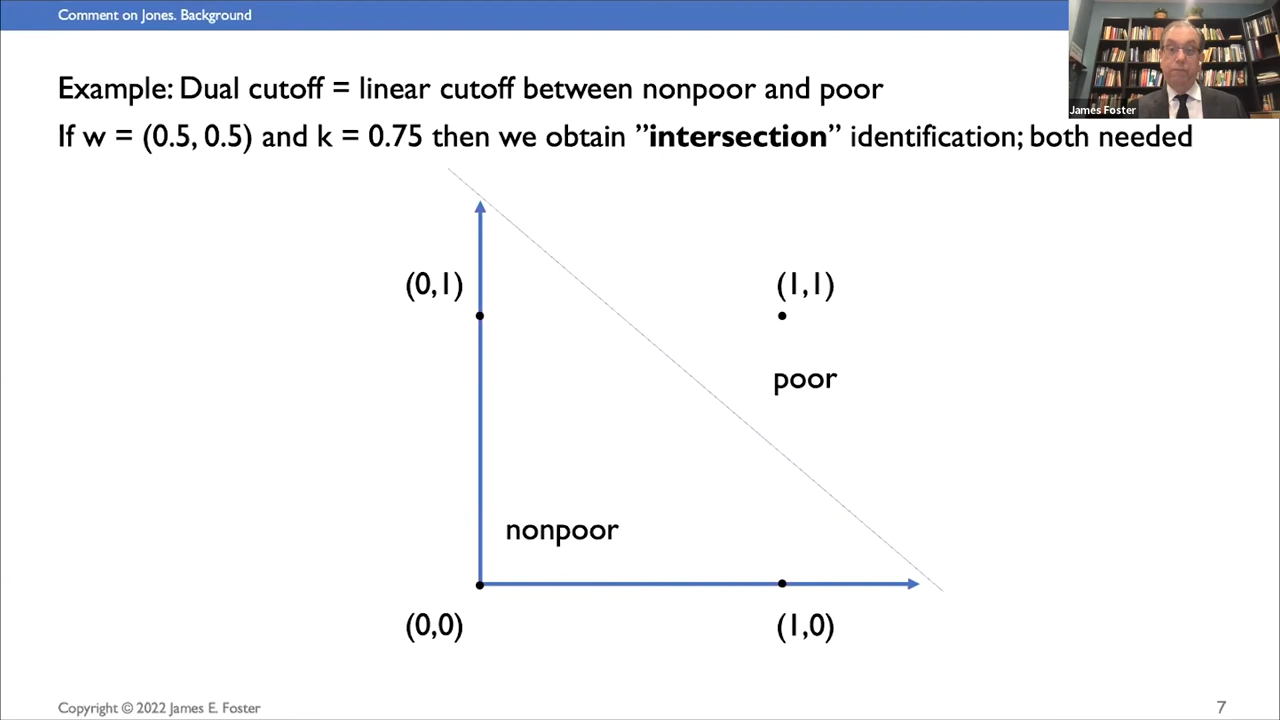 Comment on Jones. Background
James Foster
Example: Dual cutoff = linear cutoff between nonpoor and poor
If w = (0.5, 0.5) and k = 0.75 then we obtain ”intersection” identification; both needed
(0,1)
(1,1)
poor
nonpoor
(0,0)
(1,0)
Copyright © 2022 James E. Foster
7